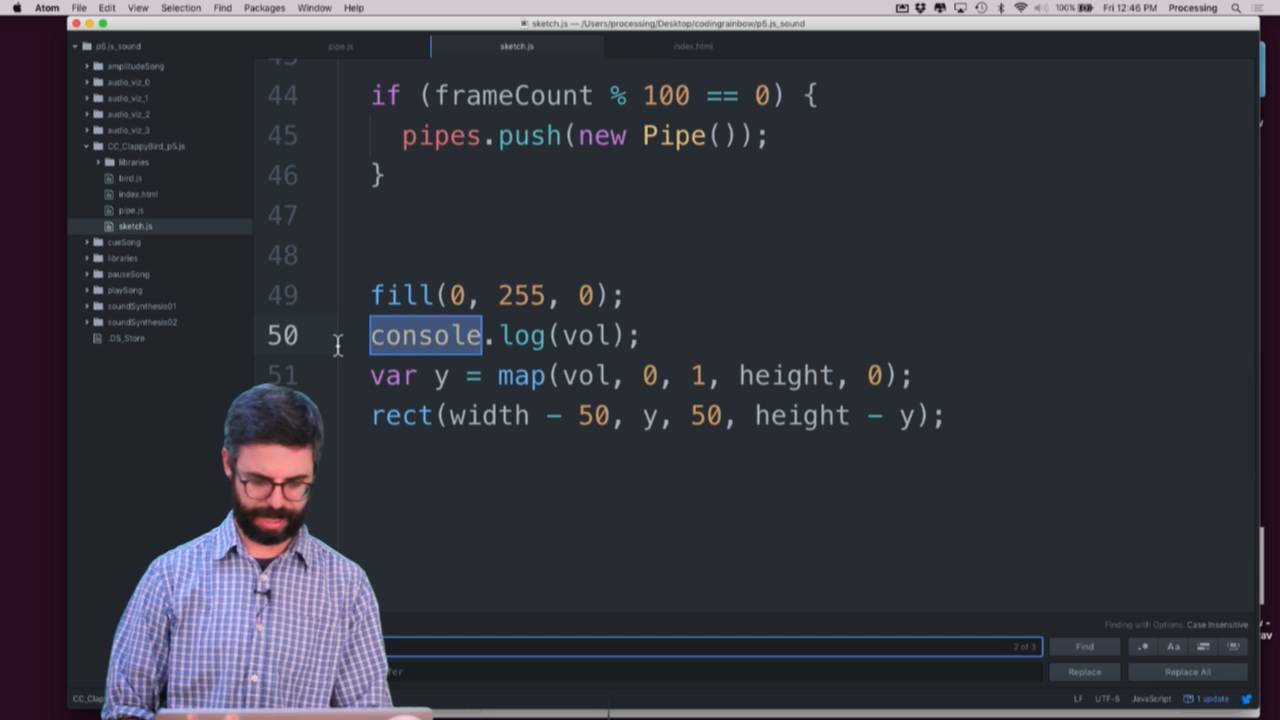 Atom File Edit View Selection Find Packages Window Help
100% Fri 12:46 PM Processing
sketch.js — /Users/processing/Desktop/codingrainbow/p5.js_sound
p5.js_sound
pipe.js
sketch.js
index.html
amplitudeSong
audio_viz_0
audio_viz_1
audio_viz_2
audio_viz_3
CC_ClappyBird_p5.js
libraries
bird.js
index.html
pipe.js
sketch.js
cueSong
libraries
pauseSong
playSong
soundSynthesis01
soundSynthesis02
.DS_Store
44 if (frameCount % 100 == 0) {
45 pipes.push(new Pipe());
46 }
47
48
49 fill(0, 255, 0);
50 console.log(vol);
51 var y = map(vol, 0, 1, height, 0);
rect(width - 50, y, 50, height - y);
Finding with Options: Case Insensitive
2 of 3
Find
.* Aa
Replace
Replace All
LF UTF-8 JavaScript 1 update